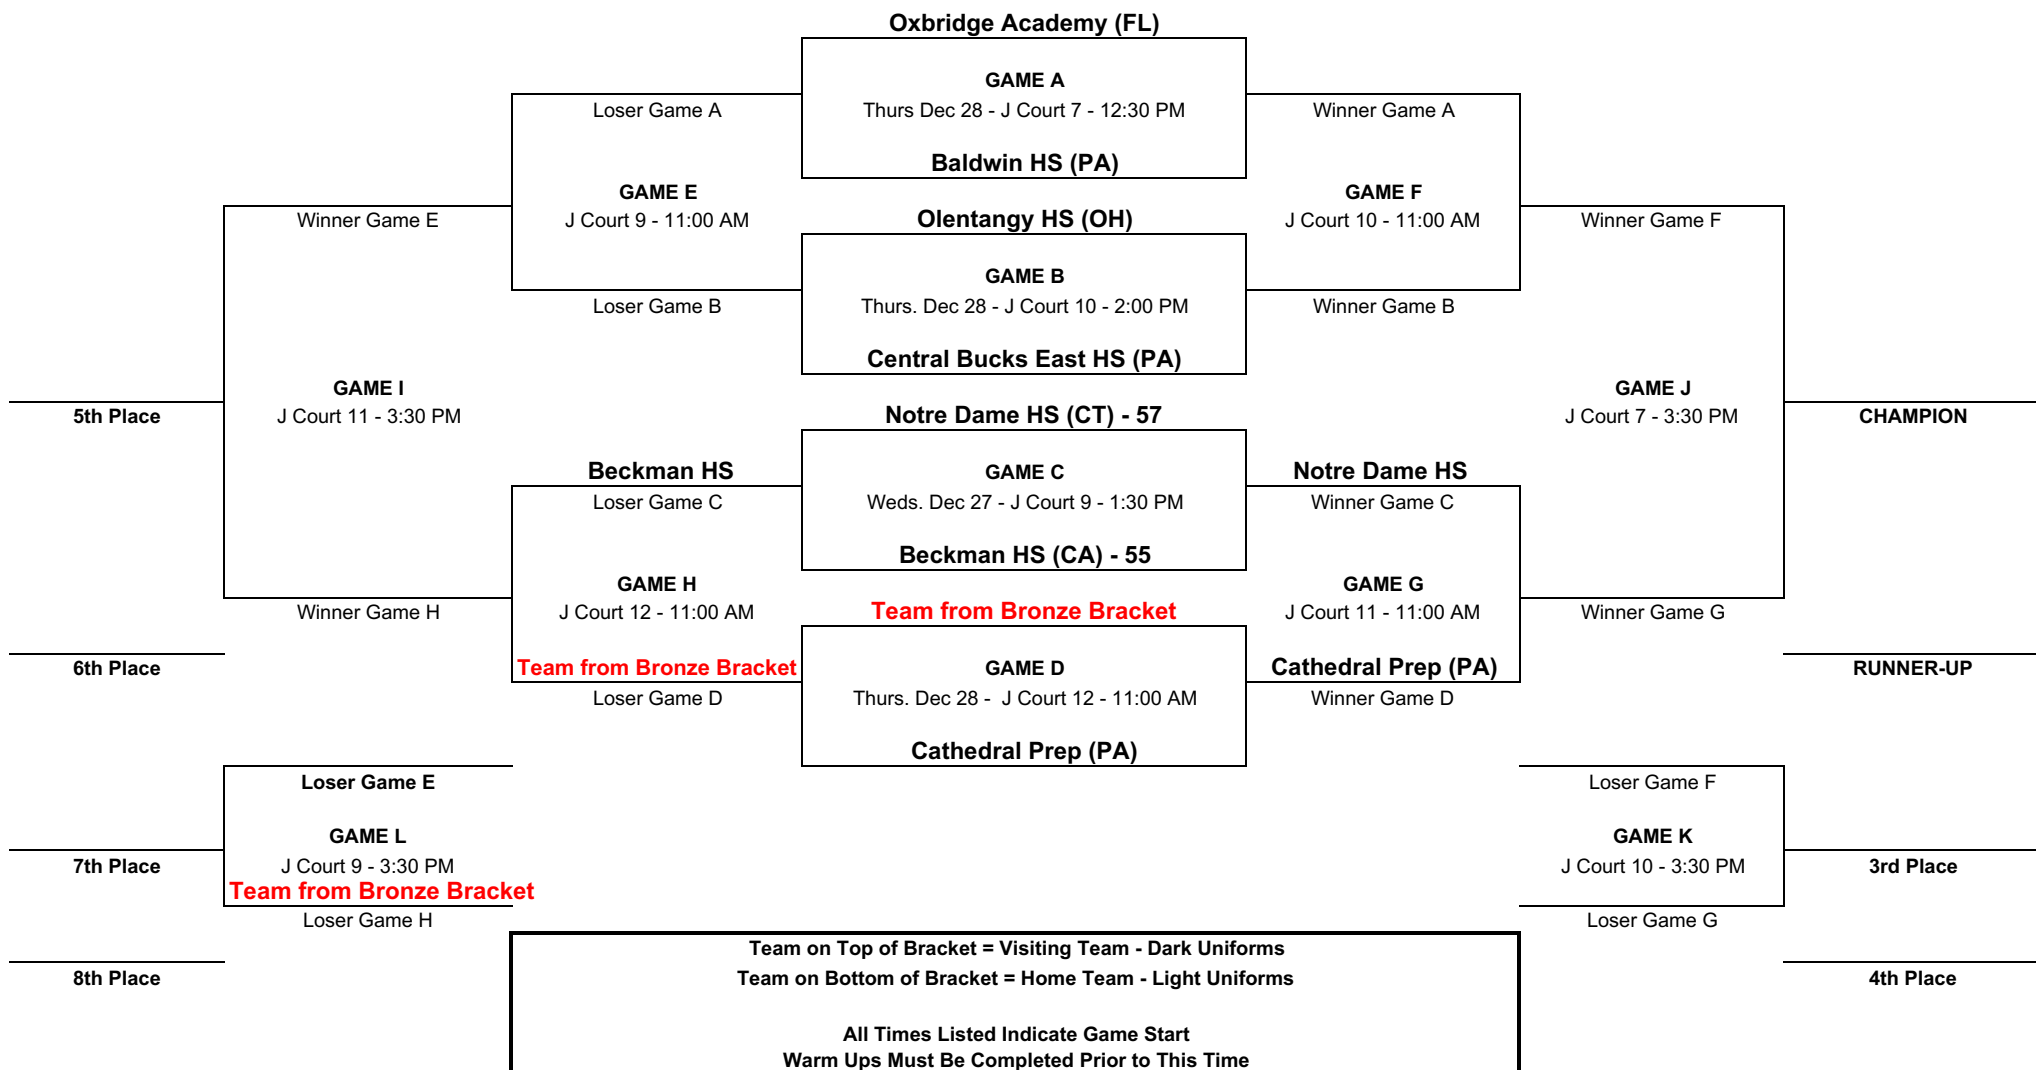 Oxbridge Academy (FL)
GAME A
Loser Game A
Thurs Dec 28 - J Court 7 - 12:30 PM
Winner Game A
Baldwin HS (PA)
GAME E
GAME F
Winner Game E
J Court 9 - 11:00 AM
Olentangy HS (OH)
J Court 10 - 11:00 AM
Winner Game F
GAME B
Loser Game B
Thurs. Dec 28 - J Court 10 - 2:00 PM
Winner Game B
Central Bucks East HS (PA)
GAME I
GAME J
5th Place
J Court 11 - 3:30 PM
Notre Dame HS (CT) - 57
J Court 7 - 3:30 PM
CHAMPION
Beckman HS
GAME C
Notre Dame HS
Loser Game C
Weds. Dec 27 - J Court 9 - 1:30 PM
Winner Game C
Beckman HS (CA) - 55
GAME H
GAME G
Winner Game H
J Court 12 - 11:00 AM
Team from Bronze Bracket
J Court 11 - 11:00 AM
Winner Game G
6th Place
Team from Bronze Bracket
GAME D
Cathedral Prep (PA)
RUNNER-UP
Loser Game D
Thurs. Dec 28 -  J Court 12 - 11:00 AM
Winner Game D
Cathedral Prep (PA)
Loser Game E
Loser Game F
GAME L
GAME K
7th Place
J Court 9 - 3:30 PM
J Court 10 - 3:30 PM
3rd Place
Team from Bronze Bracket
Loser Game H
Loser Game G
Team on Top of Bracket = Visiting Team - Dark Uniforms
8th Place
Team on Bottom of Bracket = Home Team - Light Uniforms
4th Place
All Times Listed Indicate Game Start
Warm Ups Must Be Completed Prior to This Time